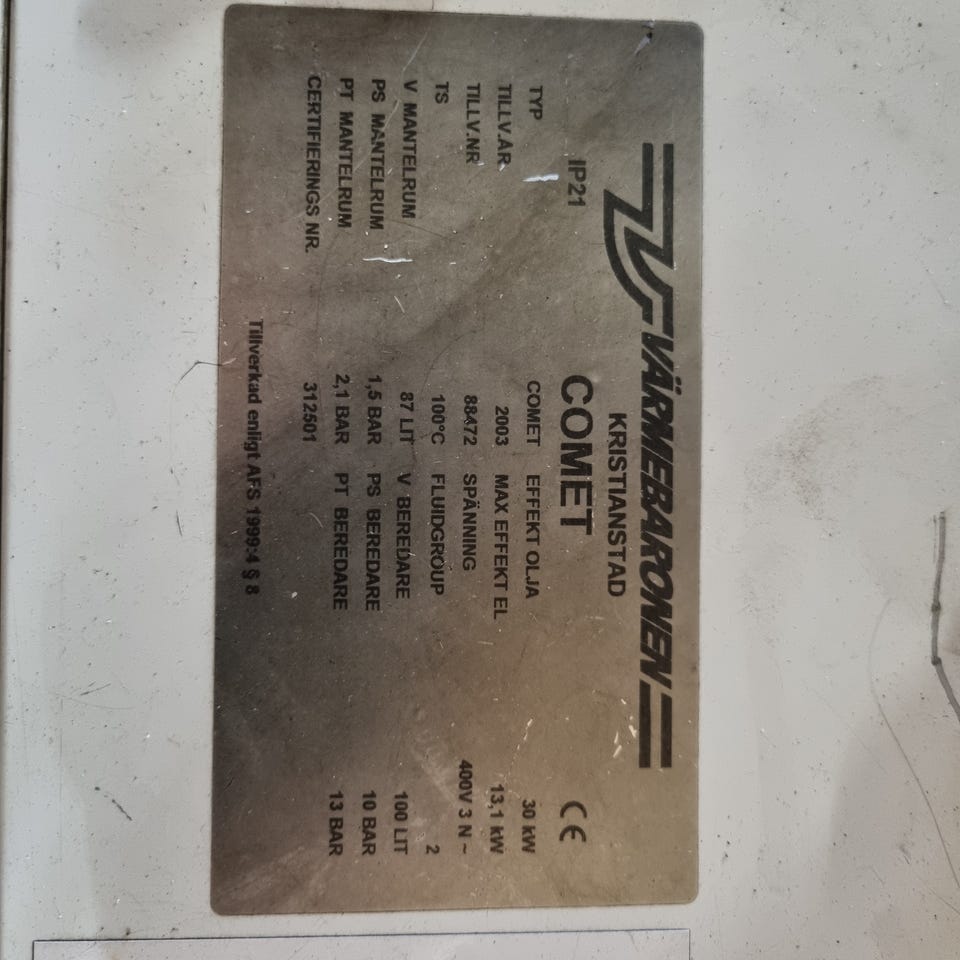 VÄRMEBARONEN
KRISTIANSTAD
IP21 COMET CE
TYP COMET EFFEKT OLJA 30 kW
TILLV.ÅR 2003 MAX EFFEKT EL 13,1 kW
TILLV.NR 88472 SPÄNNING 400V 3 N ~
TS 100°C FLUIDGROUP 2
V MANTELRUM 87 LIT V BEREDARE 100 LIT
PS MANTELRUM 1,5 BAR PS BEREDARE 10 BAR
PT MANTELRUM 2,1 BAR PT BEREDARE 13 BAR
CERTIFIERINGS NR. 312501
Tillverkad enligt AFS 1999:4 § 8